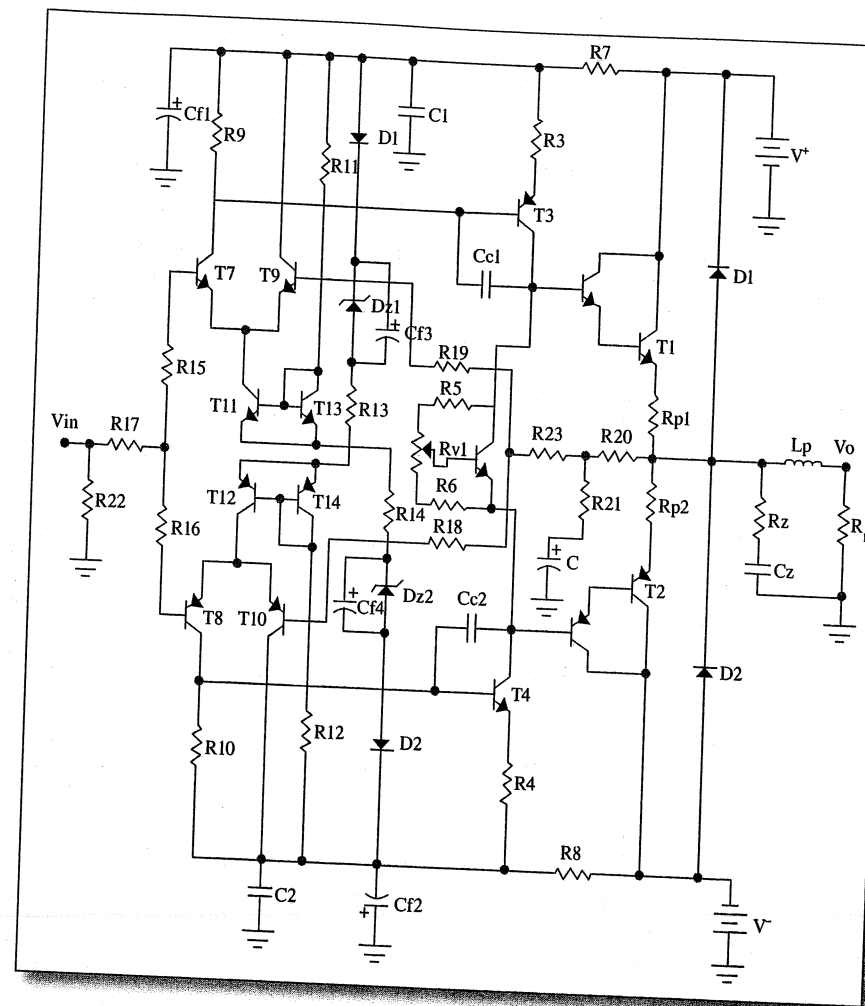 R7
Cf1
R9
D1
C1
R11
R3
V+
T3
Cc1
T7
T9
Dz1
Cf3
D1
T1
R19
R15
R5
T11
T13
R13
Rp1
Vin
R17
Rv1
R23
R20
Lp
Vo
R22
T12
T14
R6
R21
Rp2
Rz
R16
R14
R18
C
Cz
T8
T10
Cf4
Dz2
Cc2
T2
T4
D2
R10
R12
D2
R4
R8
C2
Cf2
V-